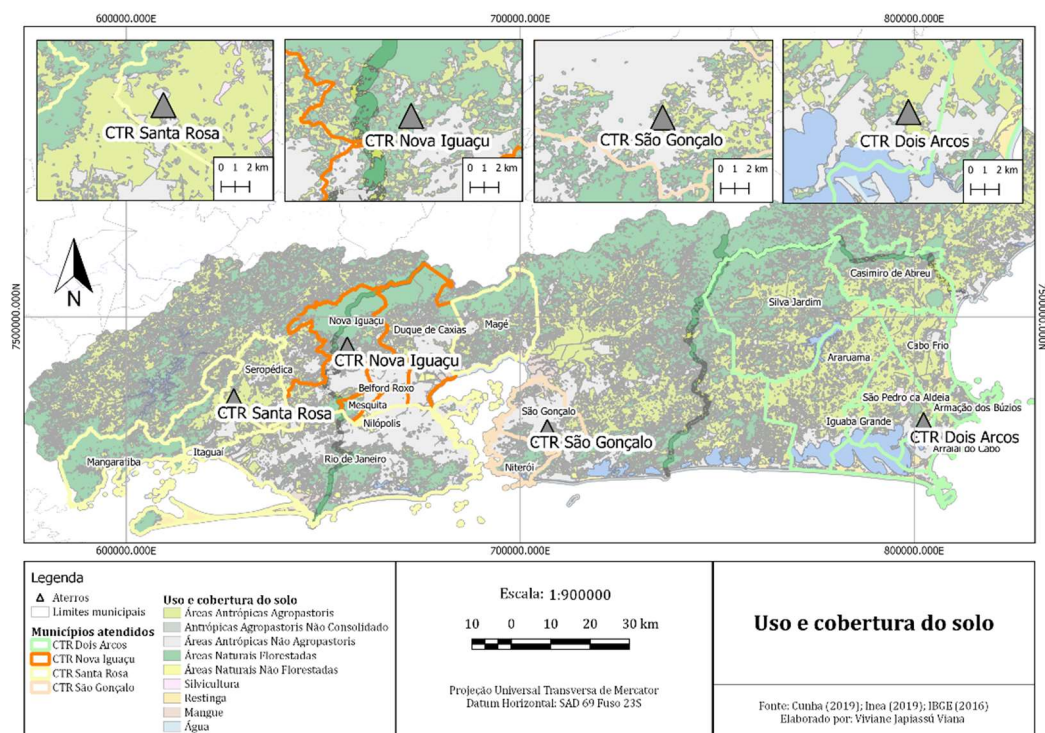 600000.000E
700000.000E
800000.000E
CTR Santa Rosa
0 1 2 km
CTR Nova Iguaçu
0 1 2 km
CTR São Gonçalo
0 1 2 km
CTR Dois Arcos
0 1 2 km
N
7500000.000N
7500000.000N
Casimiro de Abreu
Silva Jardim
Nova Iguaçu
Duque de Caxias
Magé
Cabo Frio
CTR Nova Iguaçu
Araruama
Seropédica
Belford Roxo
São Pedro da Aldeia
CTR Santa Rosa
Mesquita
São Gonçalo
Armação dos Búzios
Nilópolis
Iguaba Grande
CTR São Gonçalo
CTR Dois Arcos
Arraial do Cabo
Mangaratiba
Itaguaí
Rio de Janeiro
Niterói
600000.000E
700000.000E
800000.000E
Legenda
Aterros
Limites municipais
Municípios atendidos
CTR Dois Arcos
CTR Nova Iguaçu
CTR Santa Rosa
CTR São Gonçalo
Uso e cobertura do solo
Áreas Antrópicas Agropastoris
Antrópicas Agropastoris Não Consolidado
Áreas Antrópicas Não Agropastoris
Áreas Naturais Florestadas
Áreas Naturais Não Florestadas
Silvicultura
Restinga
Mangue
Água
Escala: 1:900000
10 0 10 20 30 km
Projeção Universal Transversa de Mercator
Datum Horizontal: SAD 69 Fuso 23S
Uso e cobertura do solo
Fonte: Cunha (2019); Inea (2019); IBGE (2016)
Elaborado por: Viviane Japiassú Viana